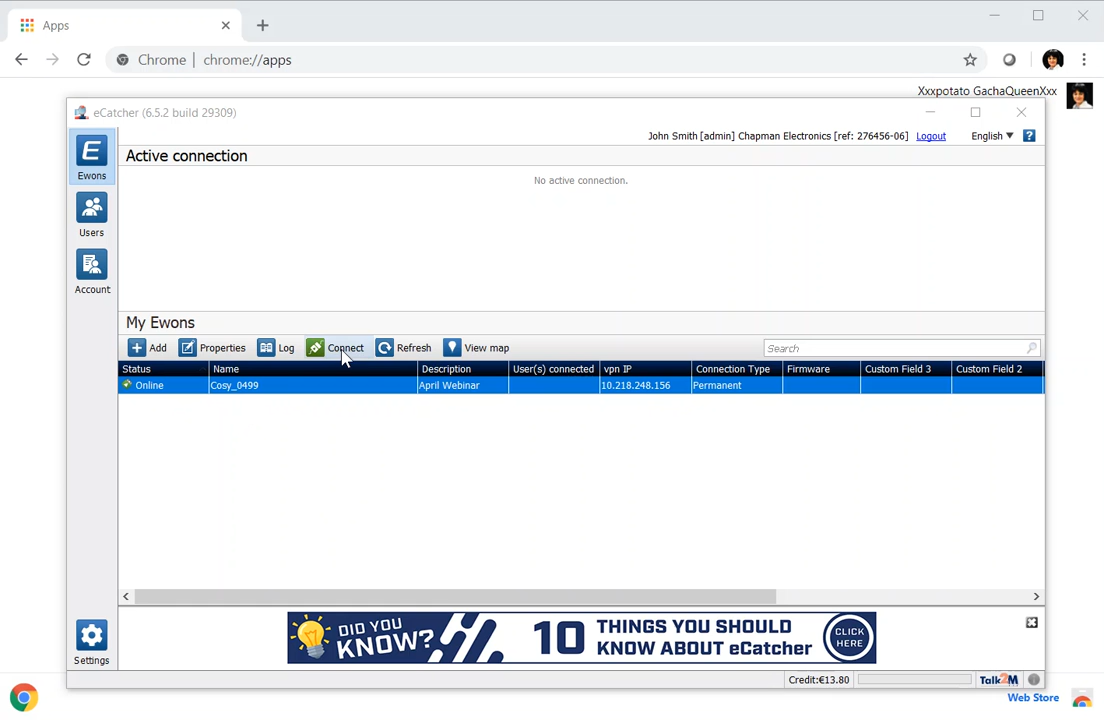 Apps
Chrome | chrome://apps
Xxxpotato GachaQueenXxx
eCatcher (6.5.2 build 29309)
John Smith [admin] Chapman Electronics [ref: 276456-06] Logout English
Ewons
Users
Account
Settings
Active connection
No active connection.
My Ewons
Add Properties Log Connect Refresh View map Search
Status Name Description User(s) connected vpn IP Connection Type Firmware Custom Field 3 Custom Field 2
Online Cosy_0499 April Webinar 10.218.248.156 Permanent
DID YOU KNOW?
10 THINGS YOU SHOULD KNOW ABOUT eCatcher
CLICK HERE
Credit:€13.80 Talk2M
Web Store